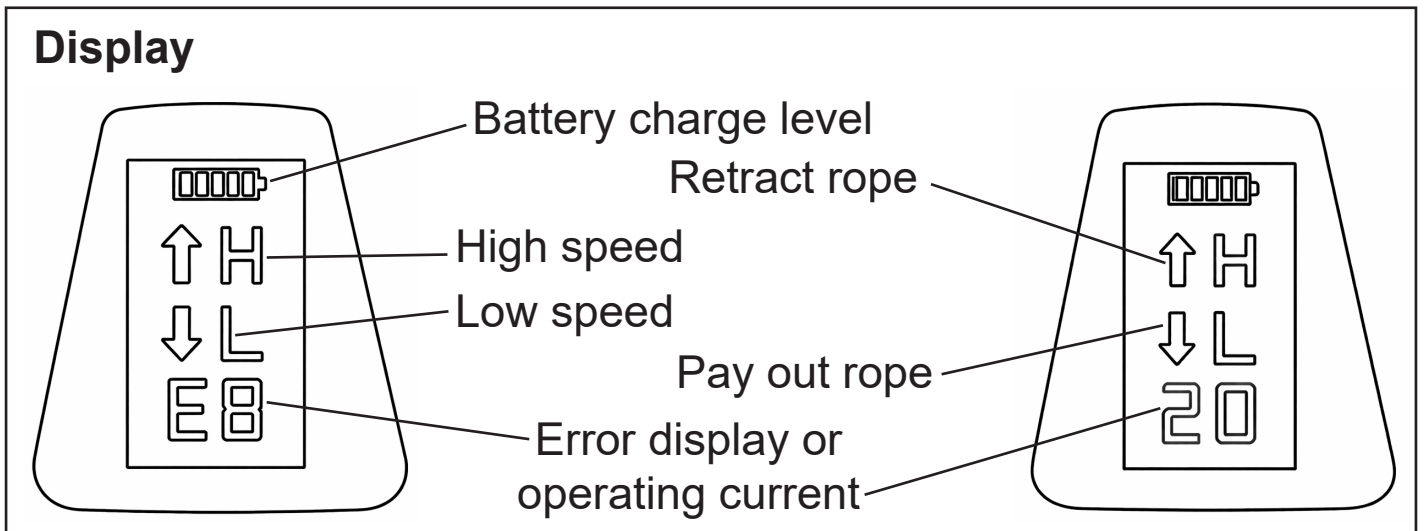 Display
Battery charge level
Retract rope
High speed
Low speed
Pay out rope
Error display or
operating current
H
L
E8
H
L
20